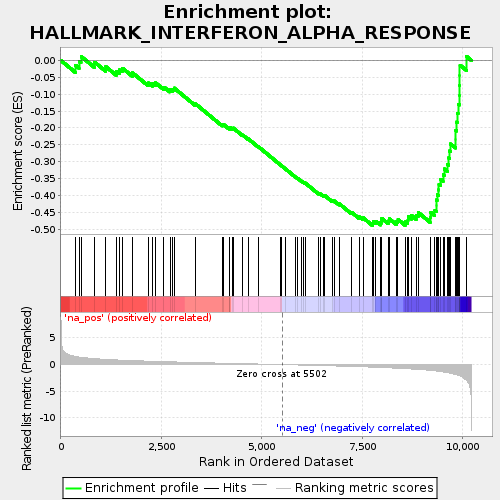 Enrichment plot:
HALLMARK_INTERFERON_ALPHA_RESPONSE
Enrichment score (ES)
0.00
-0.05
-0.10
-0.15
-0.20
-0.25
-0.30
-0.35
-0.40
-0.45
-0.50
Ranked list metric (PreRanked)
'na_pos' (positively correlated)
5
0
-5
-10
Zero cross at 5502
'na_neg' (negatively correlated)
0
2,500
5,000
7,500
10,000
Rank in Ordered Dataset
Enrichment profile
Hits
Ranking metric scores